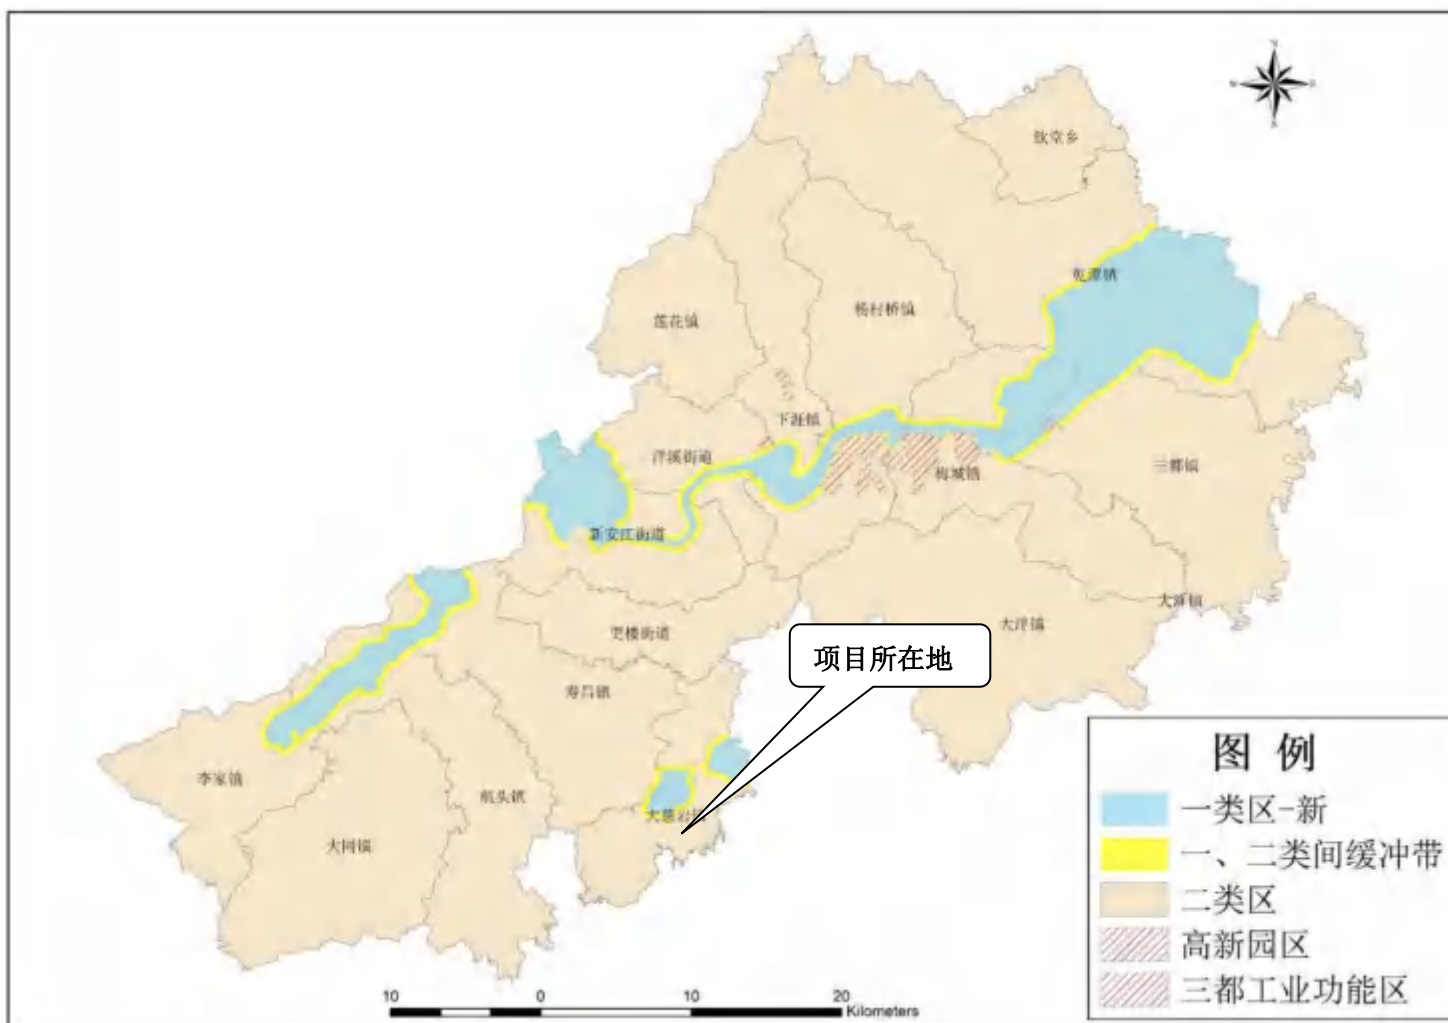 钦堂乡
乾潭镇
杨村桥镇
莲花镇
下涯镇
洋溪街道
梅城镇
三都镇
新安江街道
大洋镇
更楼街道
项目所在地
寿昌镇
李家镇
航头镇
大慈岩镇
大同镇
图 例
一类区-新
一、二类间缓冲带
二类区
高新园区
三都工业功能区
10 0 10 20
Kilometers